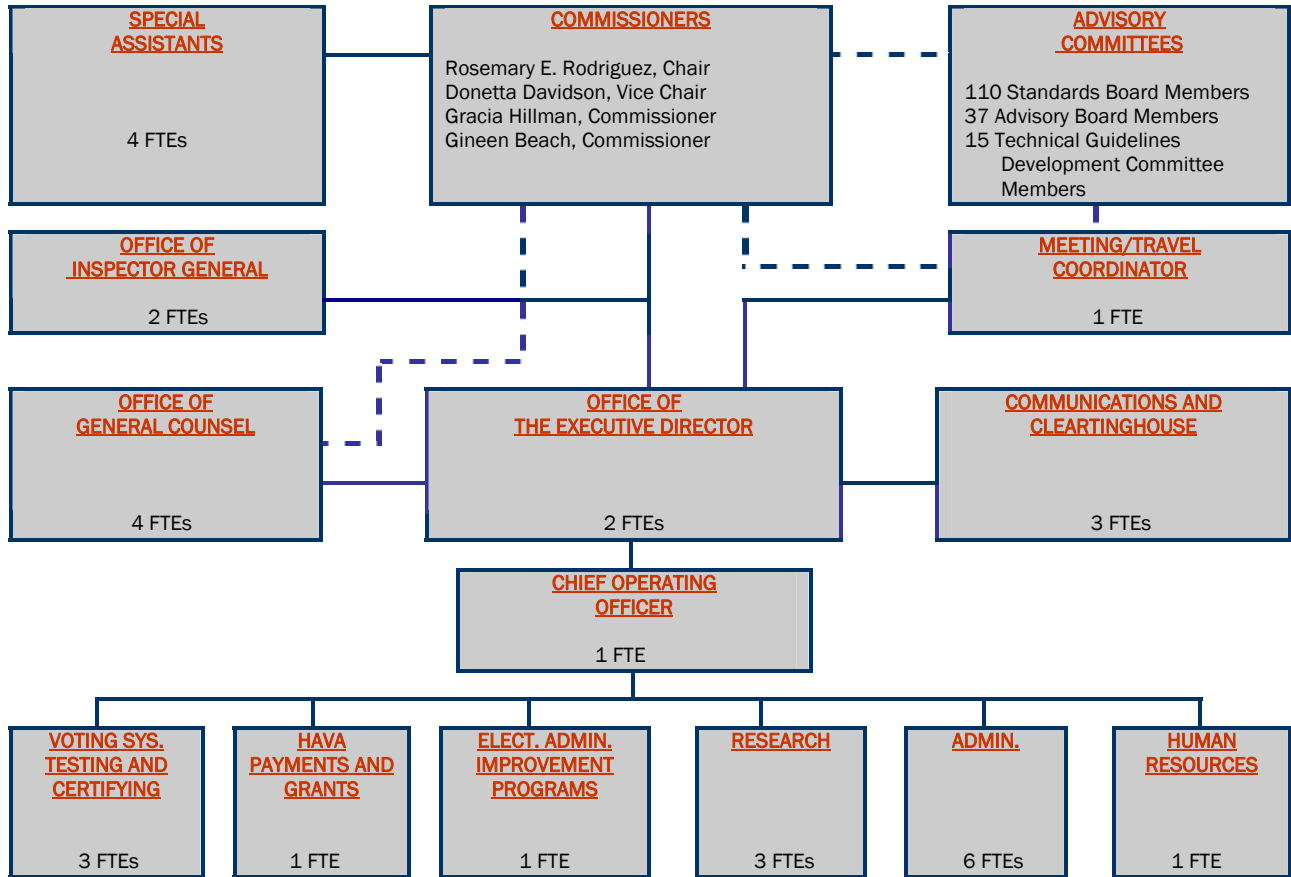 SPECIAL
ASSISTANTS
4 FTEs
COMMISSIONERS
Rosemary E. Rodriguez, Chair
Donetta Davidson, Vice Chair
Gracia Hillman, Commissioner
Gineen Beach, Commissioner
ADVISORY
COMMITTEES
110 Standards Board Members
37 Advisory Board Members
15 Technical Guidelines
Development Committee
Members
OFFICE OF
INSPECTOR GENERAL
2 FTEs
MEETING/TRAVEL
COORDINATOR
1 FTE
OFFICE OF
GENERAL COUNSEL
4 FTEs
OFFICE OF
THE EXECUTIVE DIRECTOR
2 FTEs
COMMUNICATIONS AND
CLEARTINGHOUSE
3 FTEs
CHIEF OPERATING
OFFICER
1 FTE
VOTING SYS.
TESTING AND
CERTIFYING
3 FTEs
HAVA
PAYMENTS AND
GRANTS
1 FTE
ELECT. ADMIN.
IMPROVEMENT
PROGRAMS
1 FTE
RESEARCH
3 FTEs
ADMIN.
6 FTEs
HUMAN
RESOURCES
1 FTE